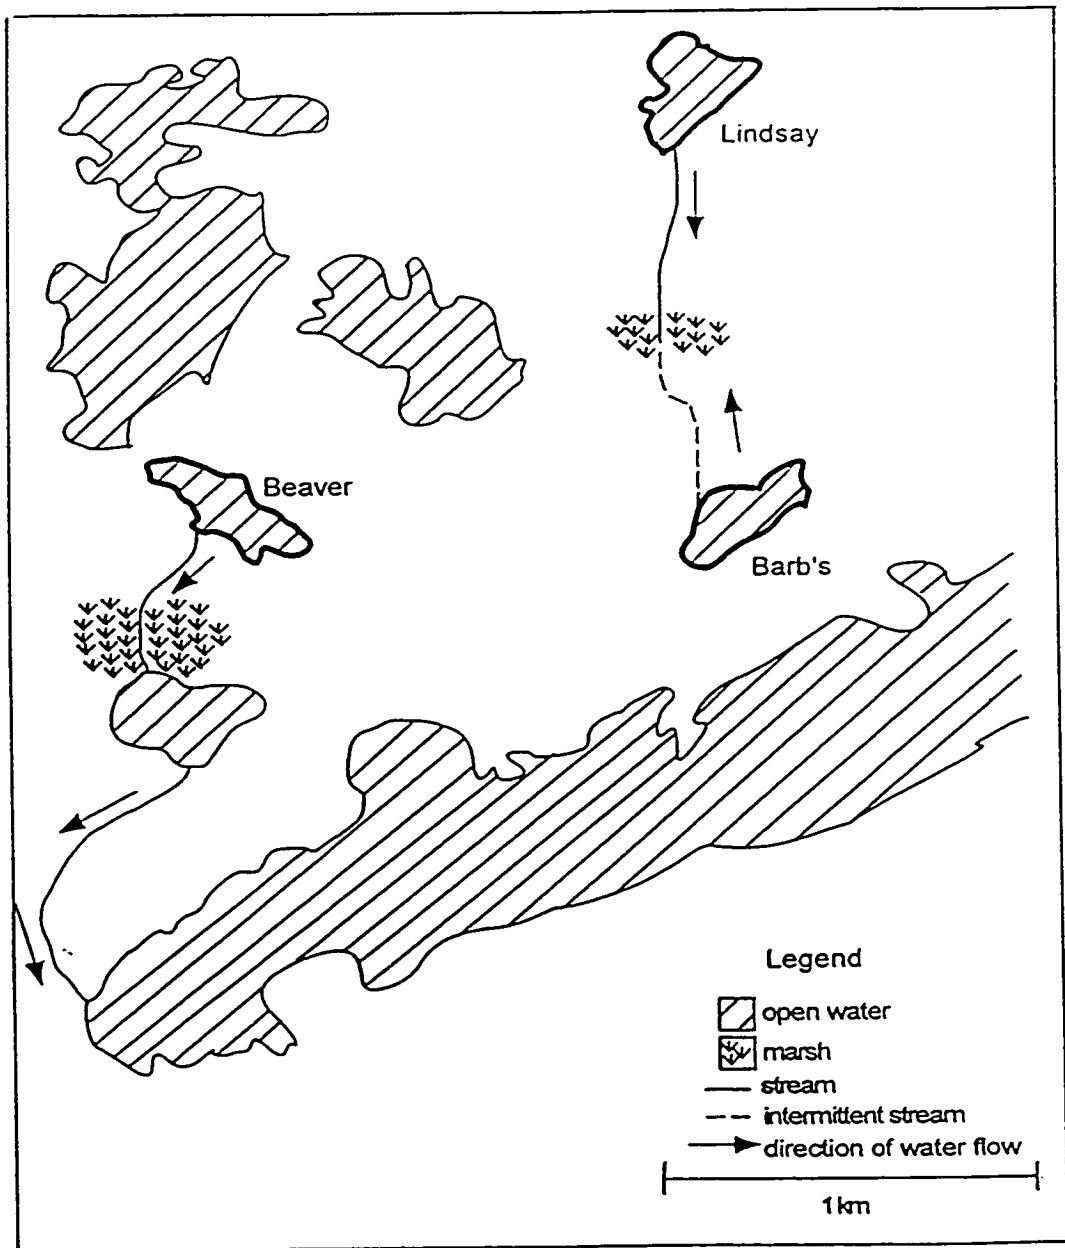 Lindsay
Beaver
Barb's
Legend
open water
marsh
stream
intermittent stream
direction of water flow
1 km